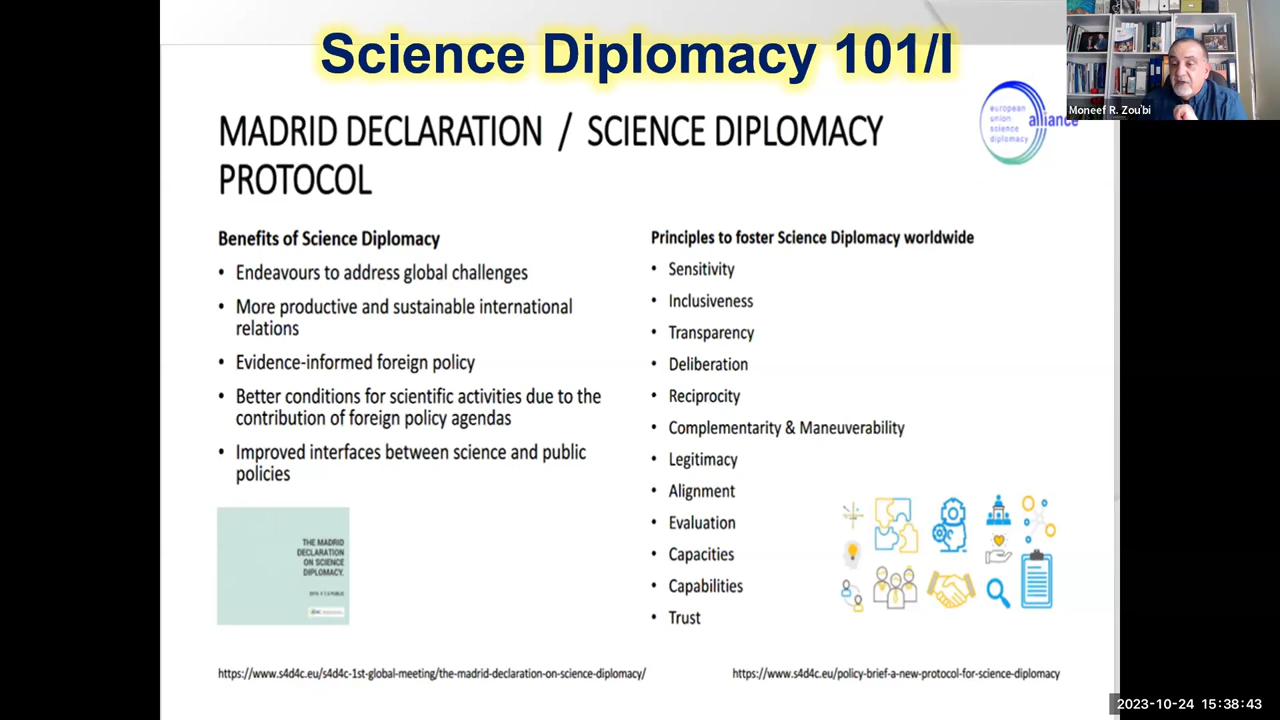 Science Diplomacy 101/I
Moneef R. Zou'bi
european
union
science
diplomacy
alliance
MADRID DECLARATION / SCIENCE DIPLOMACY
PROTOCOL
Benefits of Science Diplomacy
• Endeavours to address global challenges
• More productive and sustainable international
relations
• Evidence-informed foreign policy
• Better conditions for scientific activities due to the
contribution of foreign policy agendas
• Improved interfaces between science and public
policies
THE MADRID
DECLARATION
ON SCIENCE
DIPLOMACY.
Principles to foster Science Diplomacy worldwide
• Sensitivity
• Inclusiveness
• Transparency
• Deliberation
• Reciprocity
• Complementarity & Maneuverability
• Legitimacy
• Alignment
• Evaluation
• Capacities
• Capabilities
• Trust
https://www.s4d4c.eu/s4d4c-1st-global-meeting/the-madrid-declaration-on-science-diplomacy/
https://www.s4d4c.eu/policy-brief-a-new-protocol-for-science-diplomacy
2023-10-24 15:38:43